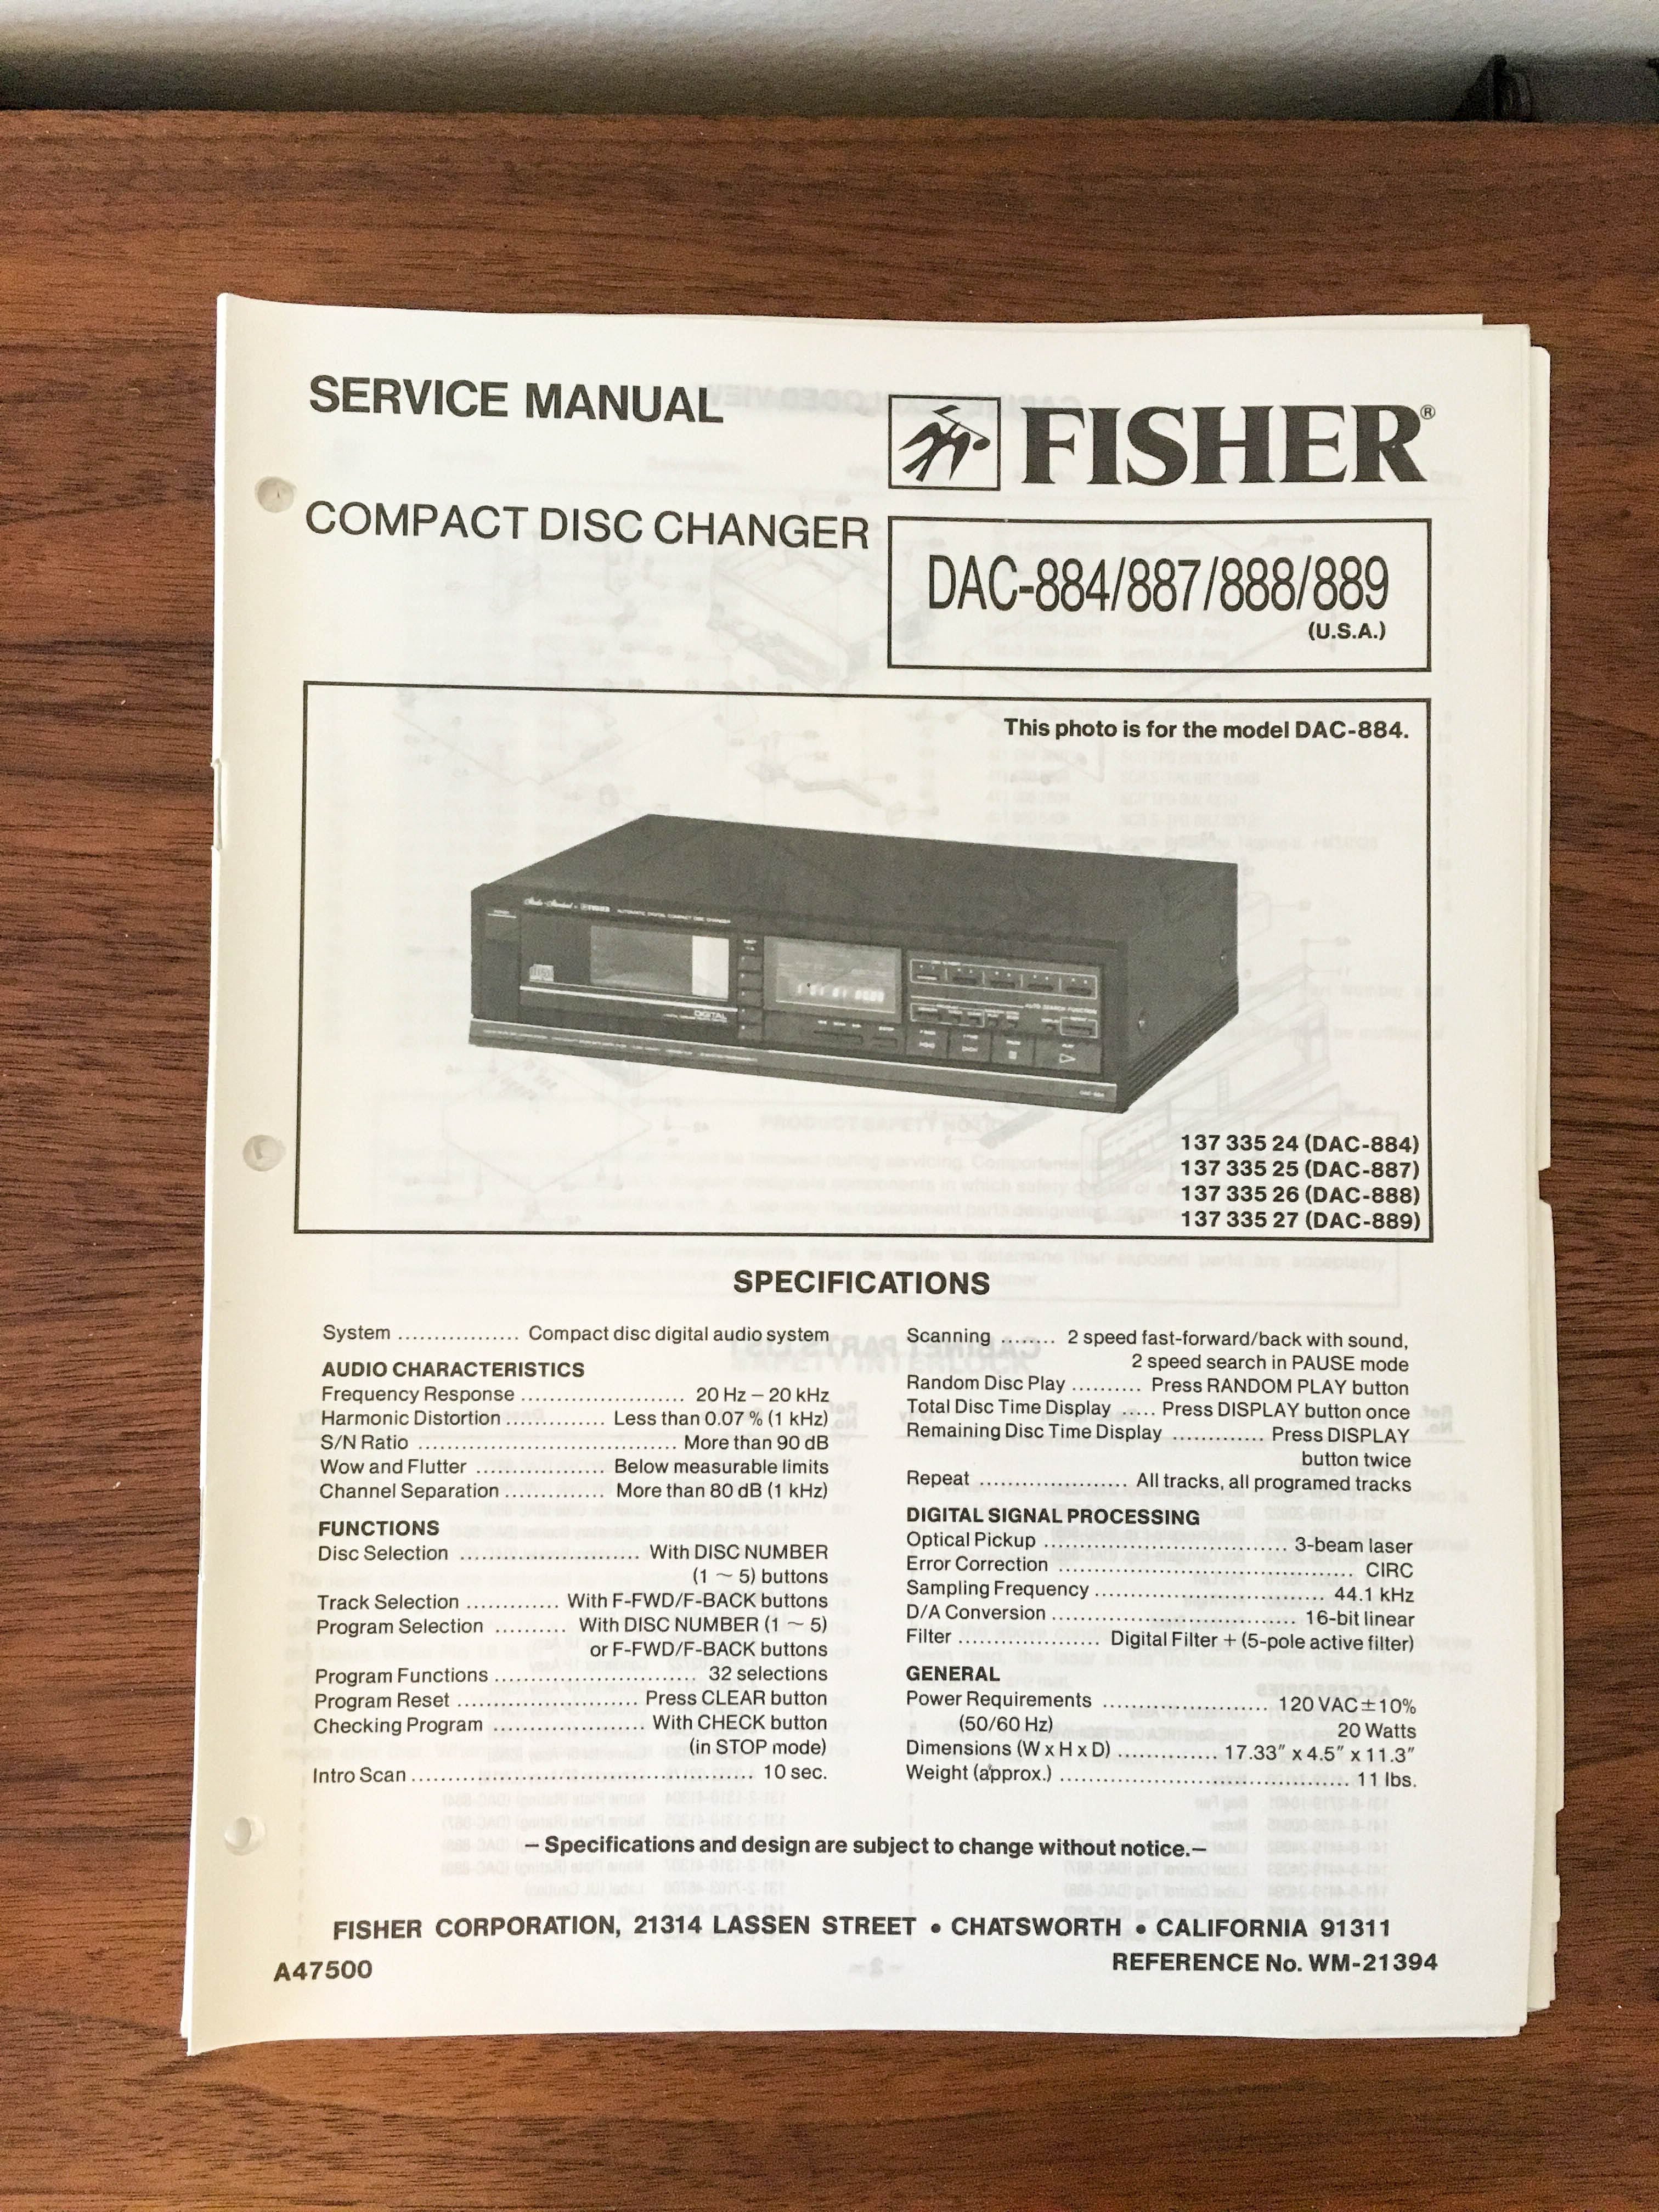 SERVICE MANUAL
FISHER®
COMPACT DISC CHANGER
DAC-884/887/888/889
(U.S.A.)
This photo is for the model DAC-884.
FISHER AUTOMATIC DIGITAL COMPACT DISC CHANGER
DIGITAL
137 335 24 (DAC-884)
137 335 25 (DAC-887)
137 335 26 (DAC-888)
137 335 27 (DAC-889)
SPECIFICATIONS
System ................. Compact disc digital audio system
AUDIO CHARACTERISTICS
Frequency Response ....................... 20 Hz – 20 kHz
Harmonic Distortion .............. Less than 0.07 % (1 kHz)
S/N Ratio .................................... More than 90 dB
Wow and Flutter .................. Below measurable limits
Channel Separation .............. More than 80 dB (1 kHz)
FUNCTIONS
Disc Selection ......................... With DISC NUMBER
(1 ~ 5) buttons
Track Selection ............. With F-FWD/F-BACK buttons
Program Selection .......... With DISC NUMBER (1 ~ 5)
or F-FWD/F-BACK buttons
Program Functions ............................. 32 selections
Program Reset ......................... Press CLEAR button
Checking Program ..................... With CHECK button
(in STOP mode)
Intro Scan ................................................ 10 sec.
Scanning ........ 2 speed fast-forward/back with sound,
2 speed search in PAUSE mode
Random Disc Play .......... Press RANDOM PLAY button
Total Disc Time Display ..... Press DISPLAY button once
Remaining Disc Time Display ............. Press DISPLAY
button twice
Repeat ..................... All tracks, all programed tracks
DIGITAL SIGNAL PROCESSING
Optical Pickup .................................. 3-beam laser
Error Correction .......................................... CIRC
Sampling Frequency ................................ 44.1 kHz
D/A Conversion .................................. 16-bit linear
Filter .................... Digital Filter + (5-pole active filter)
GENERAL
Power Requirements ....................... 120 VAC±10%
(50/60 Hz) 20 Watts
Dimensions (W x H x D) .............. 17.33″ x 4.5″ x 11.3″
Weight (approx.) ......................................... 11 lbs.
– Specifications and design are subject to change without notice.–
FISHER CORPORATION, 21314 LASSEN STREET • CHATSWORTH • CALIFORNIA 91311
A47500
REFERENCE No. WM-21394